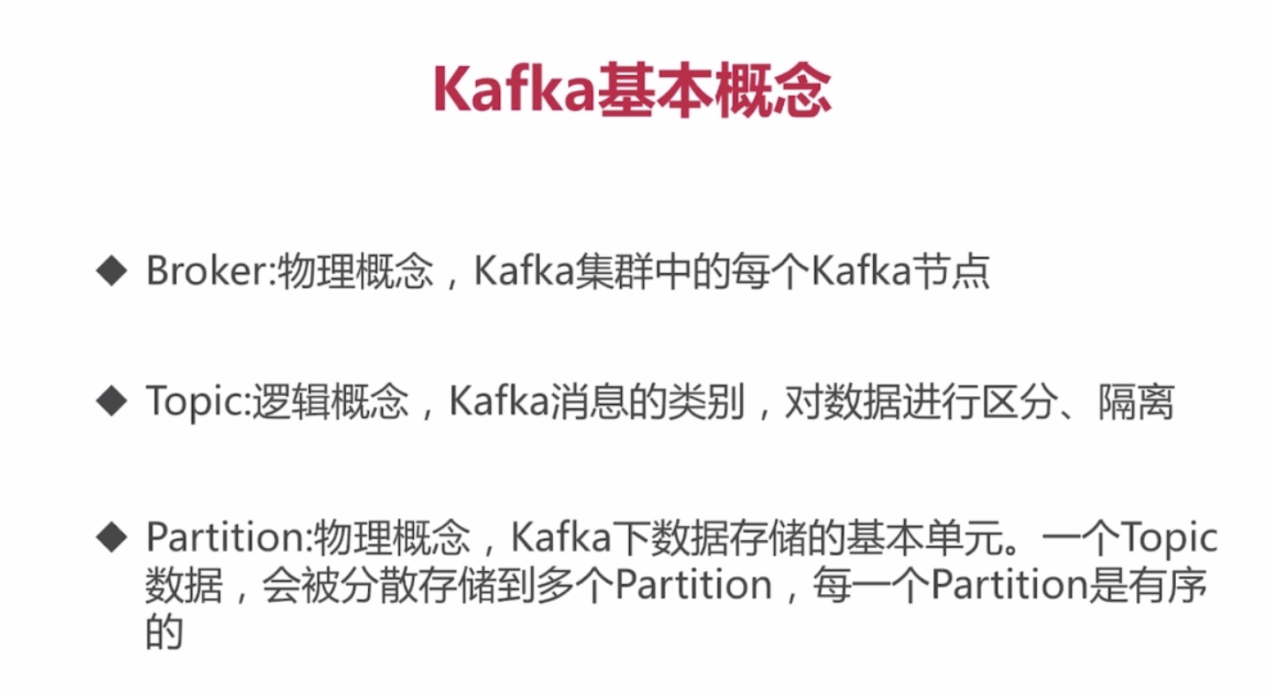 Kafka基本概念
◆ Broker:物理概念，Kafka集群中的每个Kafka节点
◆ Topic:逻辑概念，Kafka消息的类别，对数据进行区分、隔离
◆ Partition:物理概念，Kafka下数据存储的基本单元。一个Topic
数据，会被分散存储到多个Partition，每一个Partition是有序
的